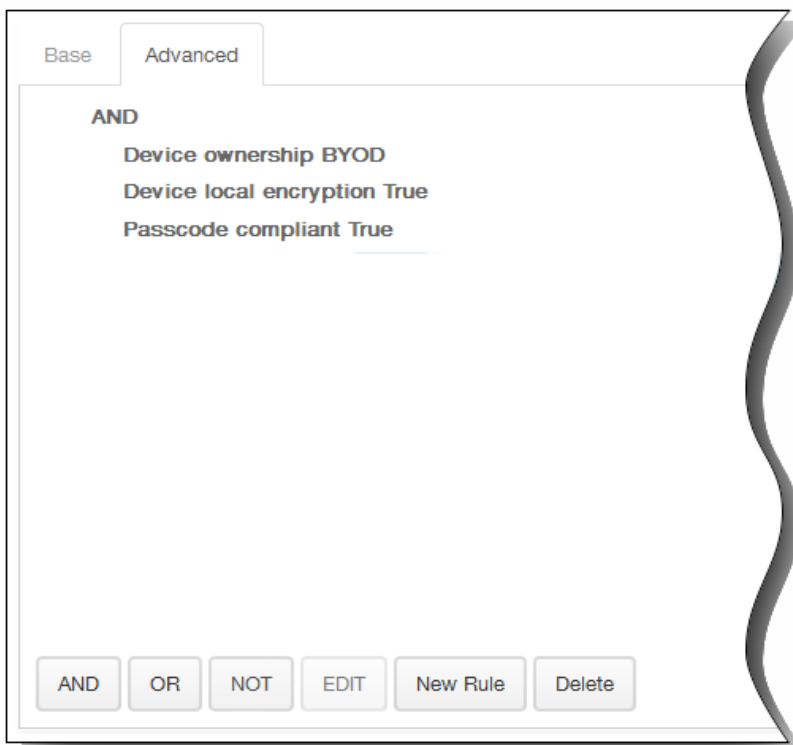 Base Advanced
AND
Device ownership BYOD
Device local encryption True
Passcode compliant True
AND OR NOT EDIT New Rule Delete